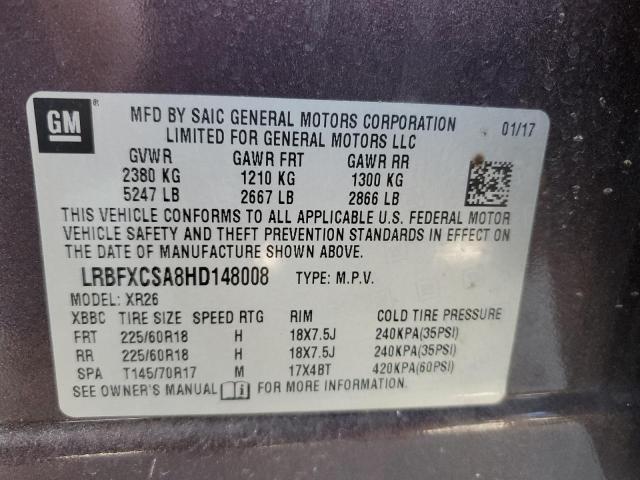 GM ®
MFD BY SAIC GENERAL MOTORS CORPORATION 01/17
LIMITED FOR GENERAL MOTORS LLC
GVWR GAWR FRT GAWR RR
2380 KG 1210 KG 1300 KG
5247 LB 2667 LB 2866 LB
THIS VEHICLE CONFORMS TO ALL APPLICABLE U.S. FEDERAL MOTOR
VEHICLE SAFETY AND THEFT PREVENTION STANDARDS IN EFFECT ON
THE DATE OF MANUFACTURE SHOWN ABOVE.
LRBFXCSA8HD148008 TYPE: M.P.V.
MODEL: XR26
XBBC TIRE SIZE SPEED RTG RIM COLD TIRE PRESSURE
FRT 225/60R18 H 18X7.5J 240KPA(35PSI)
RR 225/60R18 H 18X7.5J 240KPA(35PSI)
SPA T145/70R17 M 17X4BT 420KPA(60PSI)
SEE OWNER'S MANUAL FOR MORE INFORMATION.